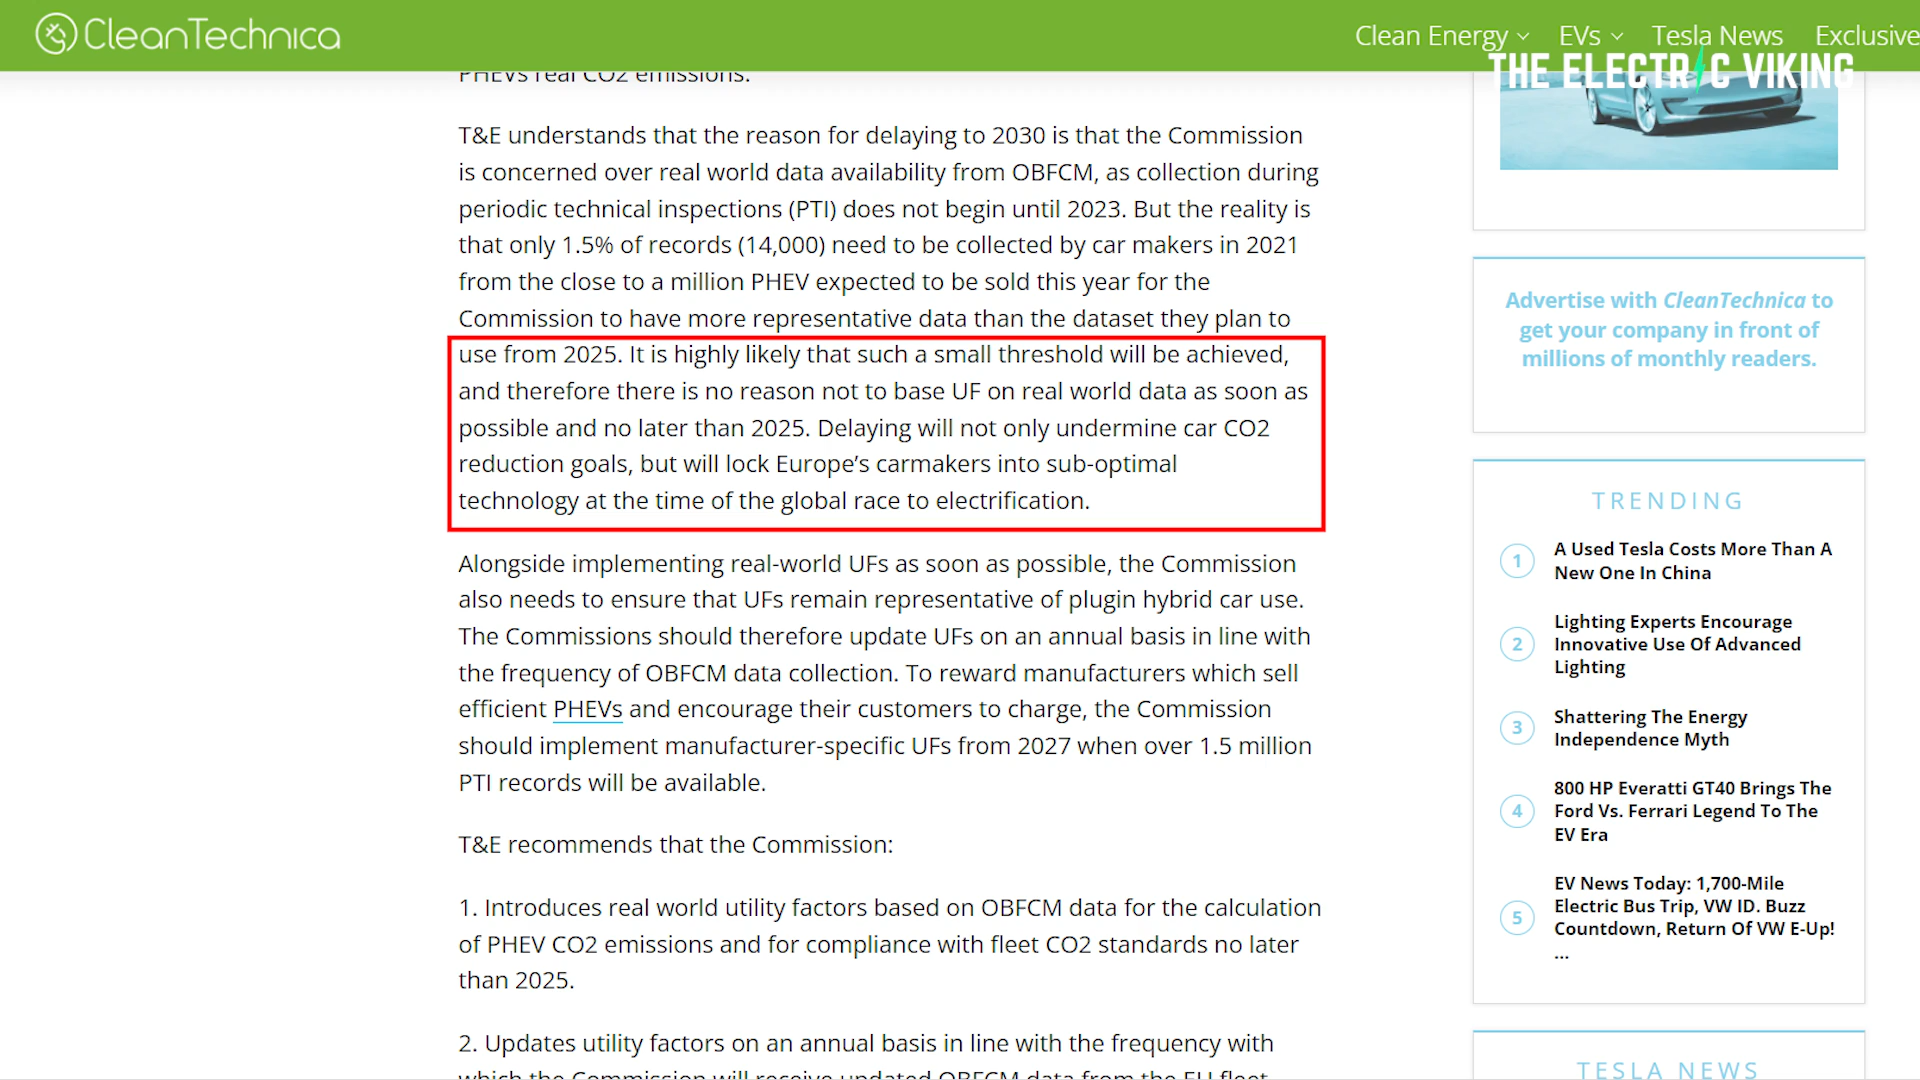 CleanTechnica
Clean Energy
EVs
Tesla News
Exclusive
THE ELECTRIC VIKING
PHEVs real CO2 emissions.
T&E understands that the reason for delaying to 2030 is that the Commission
is concerned over real world data availability from OBFCM, as collection during
periodic technical inspections (PTI) does not begin until 2023. But the reality is
that only 1.5% of records (14,000) need to be collected by car makers in 2021
from the close to a million PHEV expected to be sold this year for the
Commission to have more representative data than the dataset they plan to
use from 2025. It is highly likely that such a small threshold will be achieved,
and therefore there is no reason not to base UF on real world data as soon as
possible and no later than 2025. Delaying will not only undermine car CO2
reduction goals, but will lock Europe’s carmakers into sub-optimal
technology at the time of the global race to electrification.
Alongside implementing real-world UFs as soon as possible, the Commission
also needs to ensure that UFs remain representative of plugin hybrid car use.
The Commissions should therefore update UFs on an annual basis in line with
the frequency of OBFCM data collection. To reward manufacturers which sell
efficient PHEVs and encourage their customers to charge, the Commission
should implement manufacturer-specific UFs from 2027 when over 1.5 million
PTI records will be available.
T&E recommends that the Commission:
1. Introduces real world utility factors based on OBFCM data for the calculation
of PHEV CO2 emissions and for compliance with fleet CO2 standards no later
than 2025.
2. Updates utility factors on an annual basis in line with the frequency with
which the Commission will receive updated OBFCM data from the EU fleet
Advertise with CleanTechnica to
get your company in front of
millions of monthly readers.
TRENDING
1
A Used Tesla Costs More Than A
New One In China
2
Lighting Experts Encourage
Innovative Use Of Advanced
Lighting
3
Shattering The Energy
Independence Myth
4
800 HP Everatti GT40 Brings The
Ford Vs. Ferrari Legend To The
EV Era
5
EV News Today: 1,700-Mile
Electric Bus Trip, VW ID. Buzz
Countdown, Return Of VW E-Up!
...
TESLA NEWS